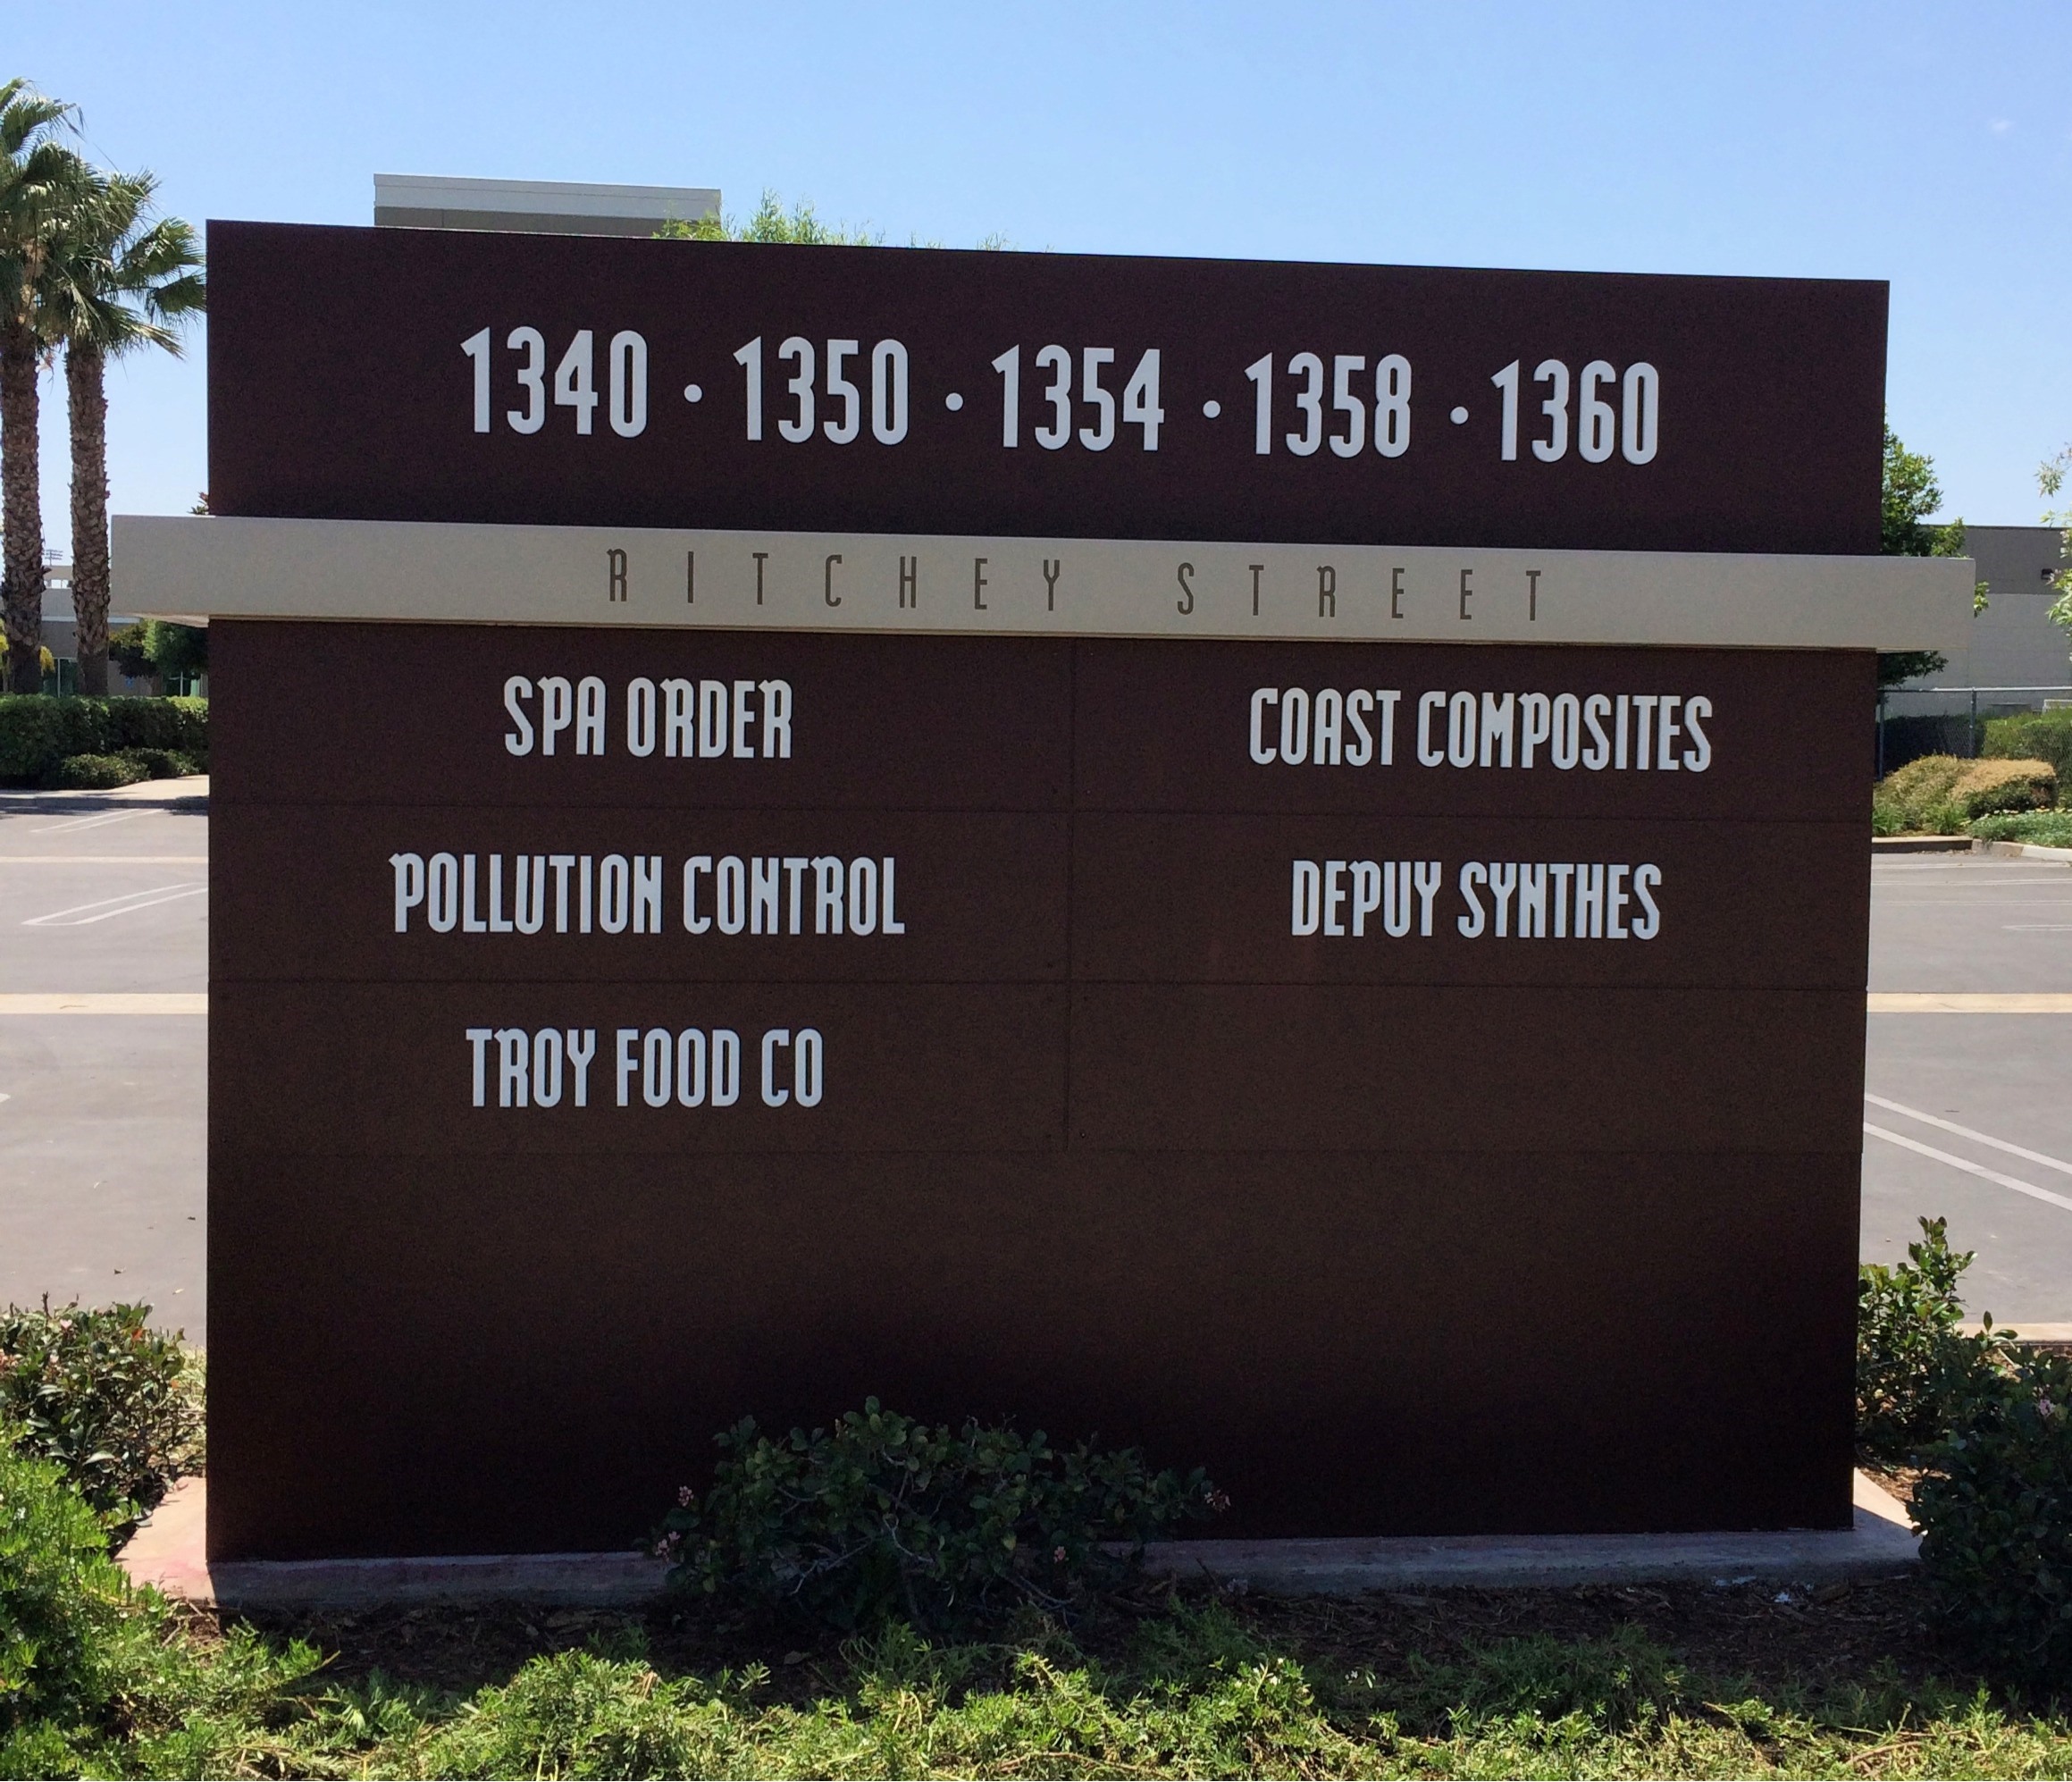 1340 • 1350 • 1354 • 1358 • 1360
RITCHEY STREET
SPA ORDER
COAST COMPOSITES
POLLUTION CONTROL
DEPUY SYNTHES
TROY FOOD CO